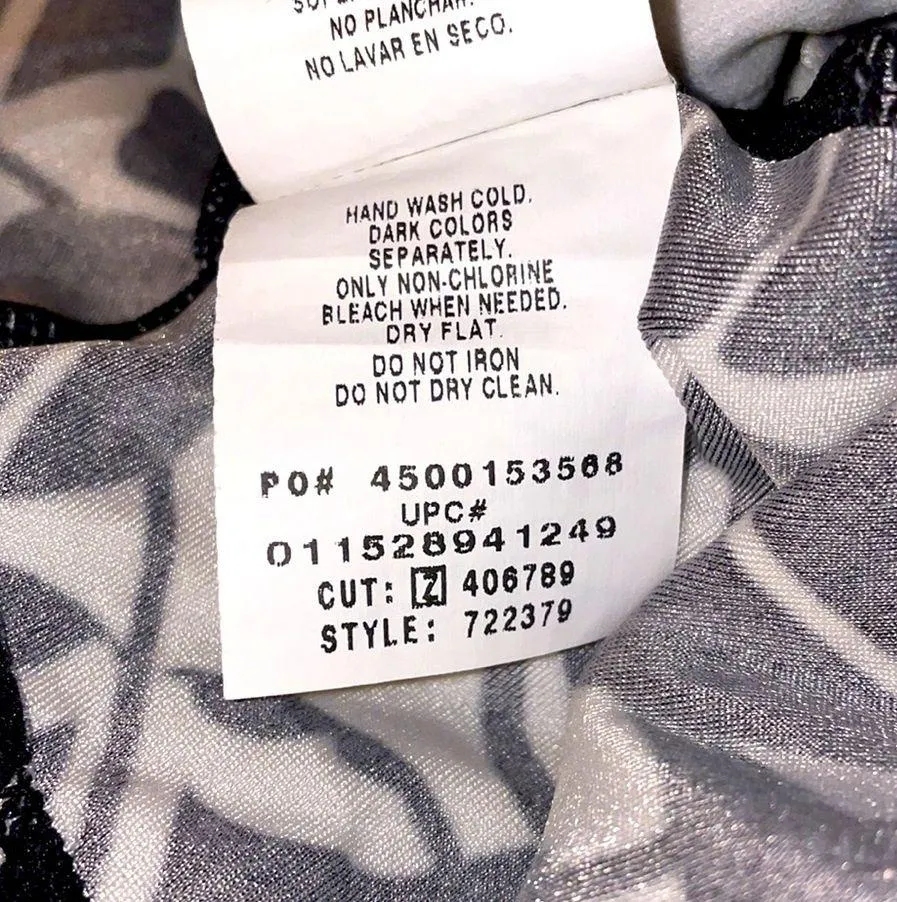 NO PLANCHAR.
NO LAVAR EN SECO.
HAND WASH COLD.
DARK COLORS
SEPARATELY.
ONLY NON-CHLORINE
BLEACH WHEN NEEDED.
DRY FLAT.
DO NOT IRON
DO NOT DRY CLEAN.
PO# 4500153568
UPC#
011528941249
CUT: Z 406789
STYLE: 722379